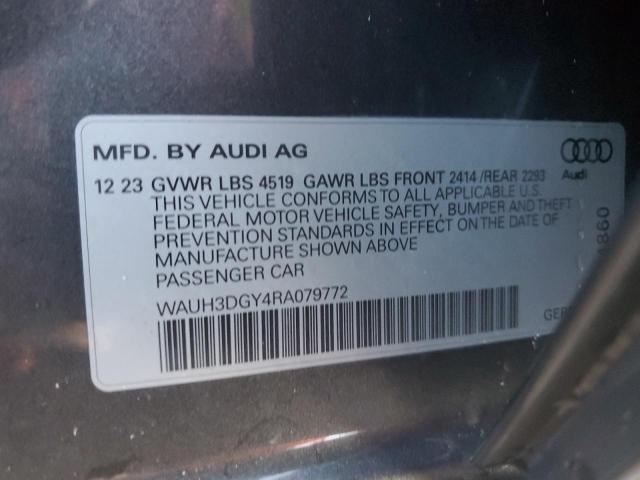 MFD. BY AUDI AG
12 23 GVWR LBS 4519 GAWR LBS FRONT 2414 /REAR 2293
Audi
THIS VEHICLE CONFORMS TO ALL APPLICABLE U.S.
FEDERAL MOTOR VEHICLE SAFETY, BUMPER AND THEFT
PREVENTION STANDARDS IN EFFECT ON THE DATE OF
MANUFACTURE SHOWN ABOVE
PASSENGER CAR
WAUH3DGY4RA079772